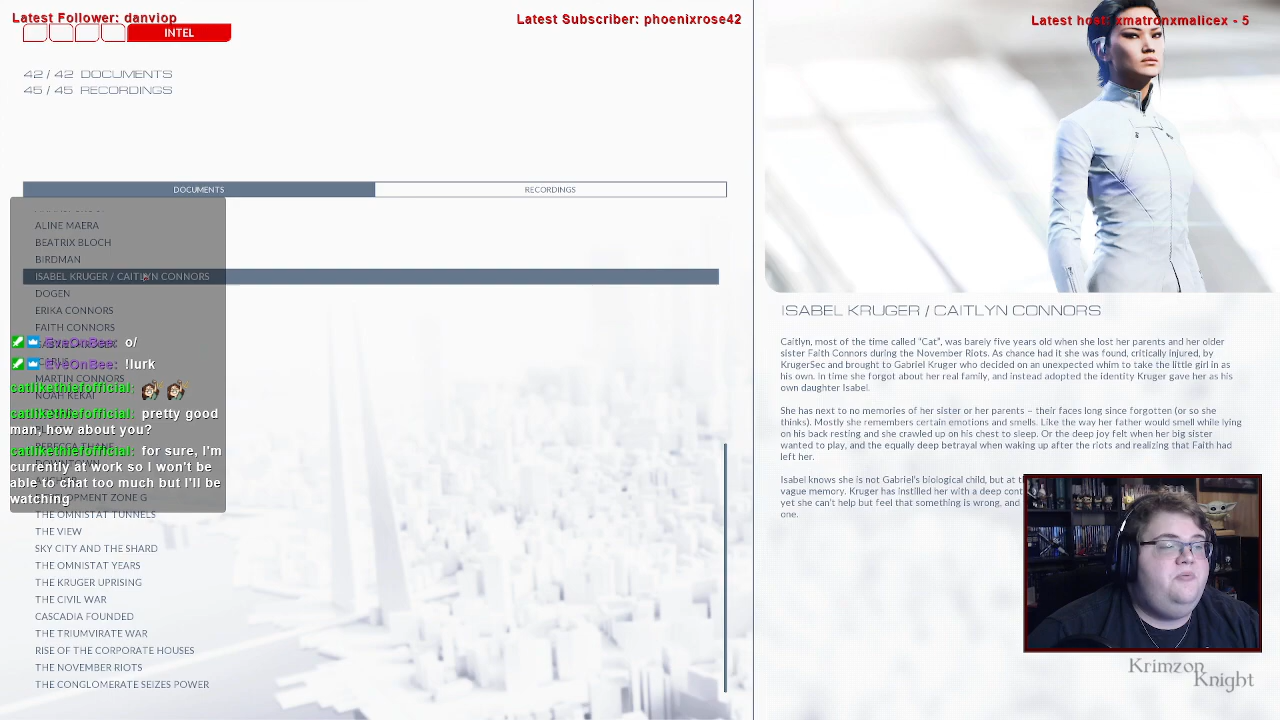 Latest Follower: danviop
Latest Subscriber: phoenixrose42
Latest host: xmatronxmalicex - 5
INTEL
42 / 42 DOCUMENTS
45 / 45 RECORDINGS
DOCUMENTS
RECORDINGS
ALINE MAERA
BEATRIX BLOCH
BIRDMAN
ISABEL KRUGER / CAITLYN CONNORS
DOGEN
ERIKA CONNORS
FAITH CONNORS
EveOnBee: o/
EveOnBee: !lurk
MARTIN CONNORS
catlikethiefofficial:
NOAH KEKAI
catlikethiefofficial: pretty good
man, how about you?
REBECCA THANE
catlikethiefofficial: for sure, I'm
currently at work so I won't be
able to chat too much but I'll be
watching
THE OMNISTAT TUNNELS
THE VIEW
SKY CITY AND THE SHARD
THE OMNISTAT YEARS
THE KRUGER UPRISING
THE CIVIL WAR
CASCADIA FOUNDED
THE TRIUMVIRATE WAR
RISE OF THE CORPORATE HOUSES
THE NOVEMBER RIOTS
THE CONGLOMERATE SEIZES POWER
ISABEL KRUGER / CAITLYN CONNORS
Caitlyn, most of the time called "Cat", was barely five years old when she lost her parents and her older
sister Faith Connors during the November Riots. As chance had it she was found, critically injured, by
KrugerSec and brought to Gabriel Kruger who decided on an unexpected whim to take the little girl in as
his own. In time she forgot about her real family, and instead adopted the identity Kruger gave her as his
own daughter Isabel.
She has next to no memories of her sister or her parents – their faces long since forgotten (or so she
thinks). Mostly she remembers certain emotions and smells. Like the way her father would smell while lying
on his back resting and she crawled up on his chest to sleep. Or the deep joy felt when her big sister
wanted to play, and the equally deep betrayal when waking up after the riots and realizing that Faith had
left her.
Isabel knows she is not Gabriel's biological child, but at t
vague memory. Kruger has instilled her with a deep cont
yet she can't help but feel that something is wrong, and
one.
Krimzon
Knight